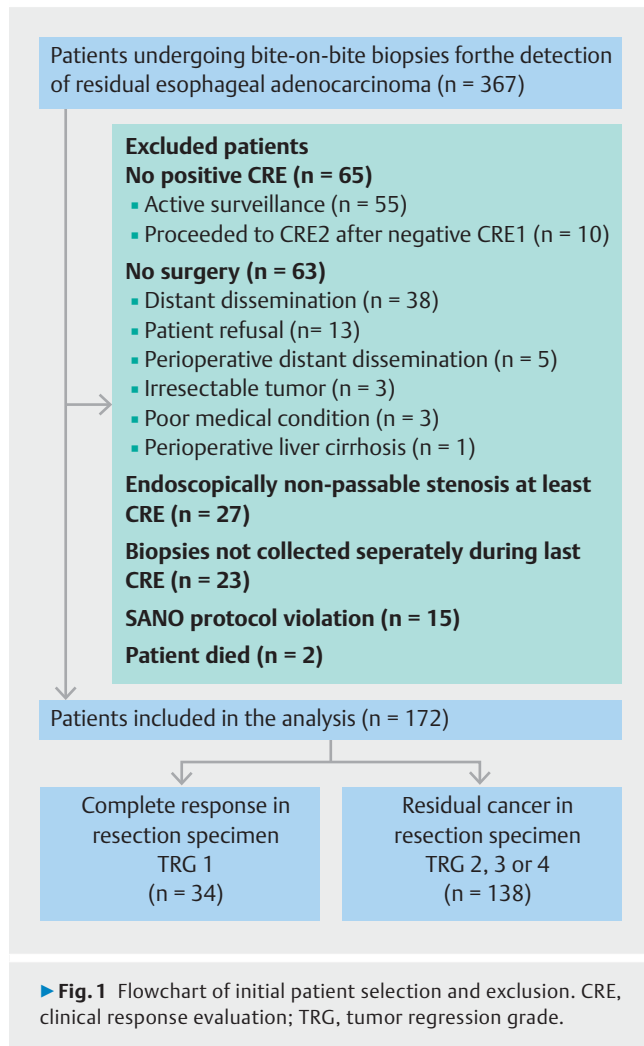 Patients undergoing bite-on-bite biopsies forthe detection
of residual esophageal adenocarcinoma (n = 367)
Excluded patients
No positive CRE (n = 65)
▪ Active surveillance (n = 55)
▪ Proceeded to CRE2 after negative CRE1 (n = 10)
No surgery (n = 63)
▪ Distant dissemination (n = 38)
▪ Patient refusal (n= 13)
▪ Perioperative distant dissemination (n = 5)
▪ Irresectable tumor (n = 3)
▪ Poor medical condition (n = 3)
▪ Perioperative liver cirrhosis (n = 1)
Endoscopically non-passable stenosis at least
CRE (n = 27)
Biopsies not collected seperately during last
CRE (n = 23)
SANO protocol violation (n = 15)
Patient died (n = 2)
Patients included in the analysis (n = 172)
Complete response in
resection specimen
TRG 1
(n = 34)
Residual cancer in
resection specimen
TRG 2, 3 or 4
(n = 138)
▶ Fig. 1 Flowchart of initial patient selection and exclusion. CRE,
clinical response evaluation; TRG, tumor regression grade.